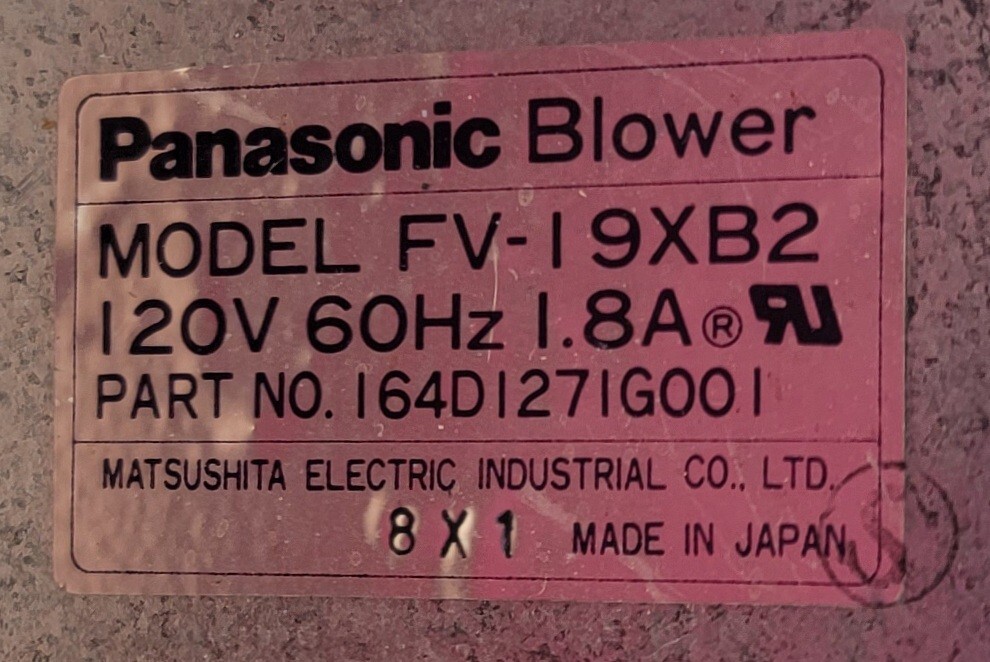 Panasonic Blower
MODEL FV-19XB2
120V 60Hz 1.8A ® RU
PART NO. 164D1271G001
MATSUSHITA ELECTRIC INDUSTRIAL CO., LTD.
8 X 1 MADE IN JAPAN